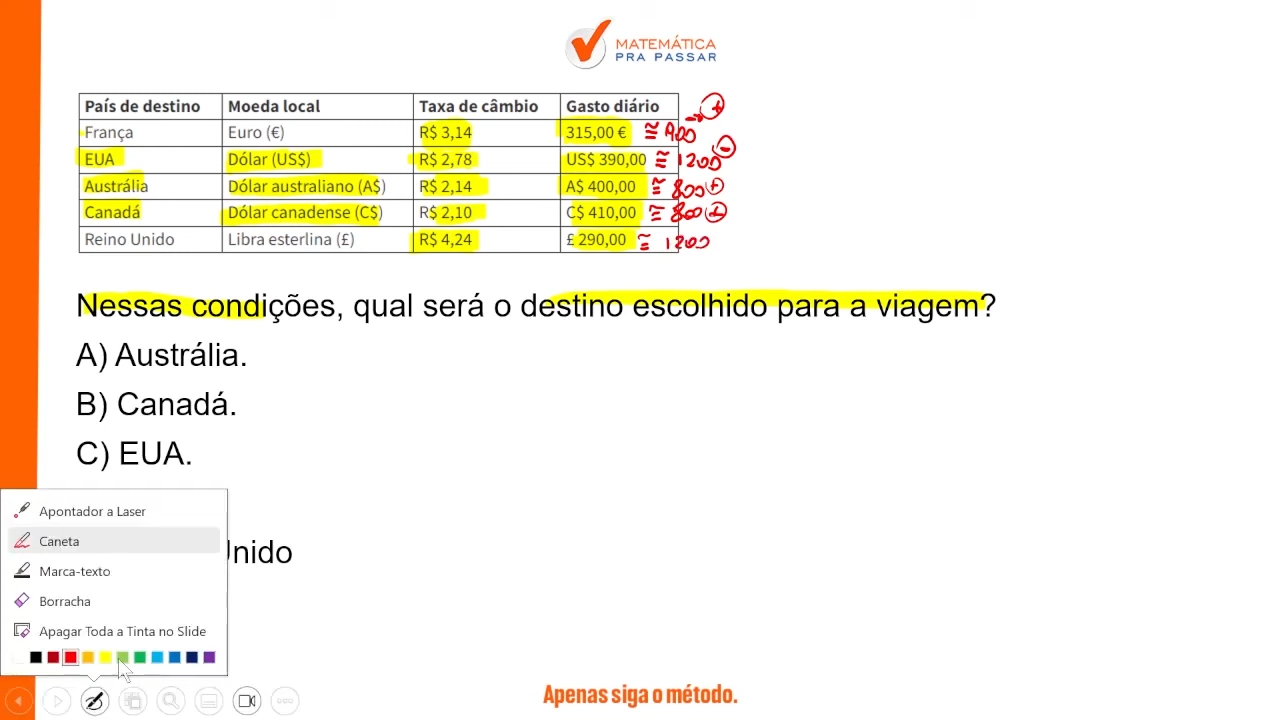 MATEMÁTICA
PRA PASSAR
País de destino Moeda local Taxa de câmbio Gasto diário
França Euro (€) R$ 3,14 315,00 € ≅ 900 +
EUA Dólar (US$) R$ 2,78 US$ 390,00 ≅ 1200 -
Austrália Dólar australiano (A$) R$ 2,14 A$ 400,00 ≅ 800 +
Canadá Dólar canadense (C$) R$ 2,10 C$ 410,00 ≅ 800 +
Reino Unido Libra esterlina (£) R$ 4,24 £ 290,00 ≅ 1200
Nessas condições, qual será o destino escolhido para a viagem?
A) Austrália.
B) Canadá.
C) EUA.
Apontador a Laser
Caneta
Unido
Marca-texto
Borracha
Apagar Toda a Tinta no Slide
Apenas siga o método.